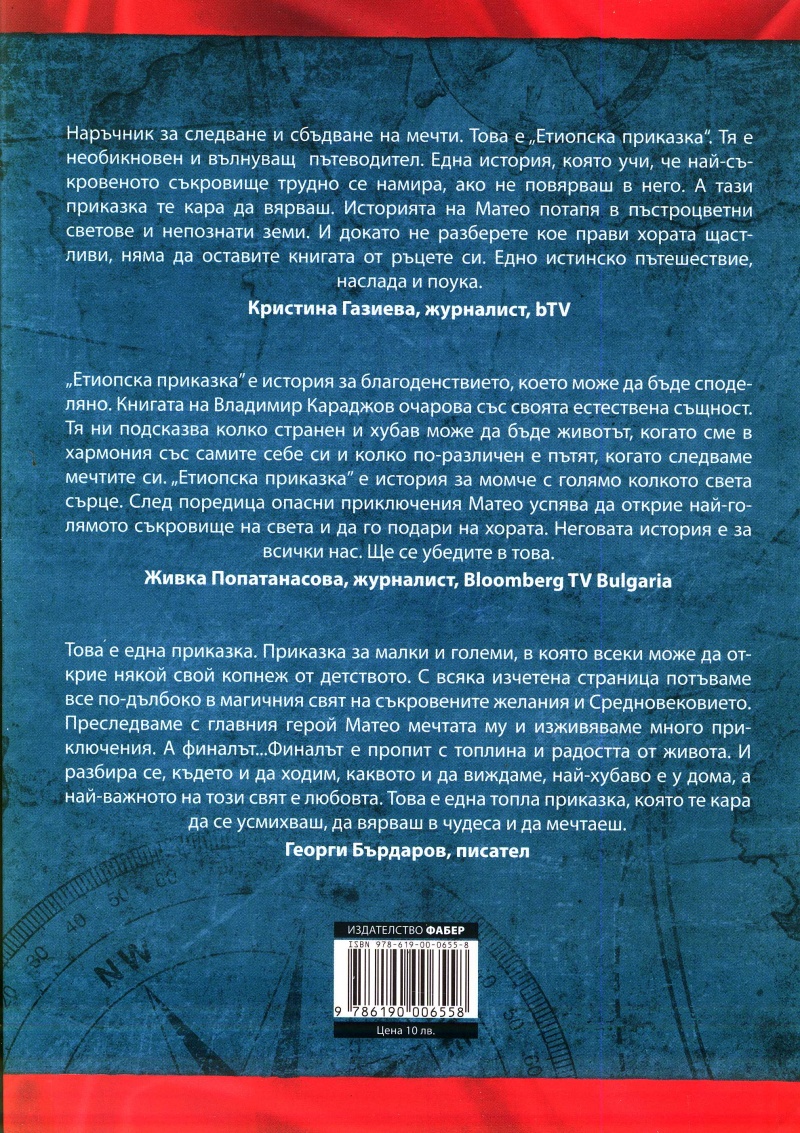 Наръчник за следване и сбъдване на мечти. Това е „Етиопска приказка“. Тя е
необикновен и вълнуващ пътеводител. Една история, която учи, че най-съ-
кровеното съкровище трудно се намира, ако не повярваш в него. А тази
приказка те кара да вярваш. Историята на Матео потапя в пъстроцветни
светове и непознати земи. И докато не разберете кое прави хората щаст-
ливи, няма да оставите книгата от ръцете си. Едно истинско пътешествие,
наслада и поука.
Кристина Газиева, журналист, bTV
„Етиопска приказка” е история за благоденствието, което може да бъде споде-
ляно. Книгата на Владимир Караджов очарова със своята естествена същност.
Тя ни подсказва колко странен и хубав може да бъде животът, когато сме в
хармония със самите себе си и колко по-различен е пътят, когато следваме
мечтите си. „Етиопска приказка” е история за момче с голямо колкото света
сърце. След поредица опасни приключения Матео успява да открие най-го-
лямото съкровище на света и да го подари на хората. Неговата история е за
всички нас. Ще се убедите в това.
Живка Попатанасова, журналист, Bloomberg TV Bulgaria
Това е една приказка. Приказка за малки и големи, в която всеки може да от-
крие някой свой копнеж от детството. С всяка изчетена страница потъваме
все по-дълбоко в магичния свят на съкровените желания и Средновековието.
Преследваме с главния герой Матео мечтата му и изживяваме много при-
ключения. А финалът...Финалът е пропит с топлина и радостта от живота. И
разбира се, където и да ходим, каквото и да виждаме, най-хубаво е у дома, а
най-важното на този свят е любовта. Това е една топла приказка, която те кара
да се усмихваш, да вярваш в чудеса и да мечтаеш.
Георги Бърдаров, писател
50 60
30 40 50 60
20
NW
ИЗДАТЕЛСТВО ФАБЕР
ISBN 978-619-00-0655-8
9 786190 006558
Цена 10 лв.